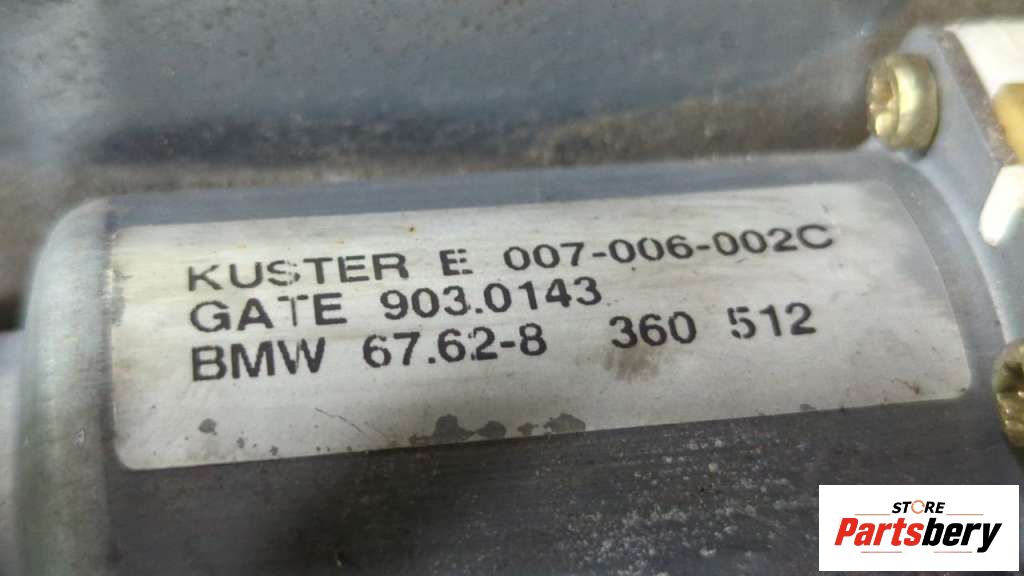 KUSTER E 007-006-002C
GATE 903.0143
BMW 67.62-8 360 512
STORE
Partsbery